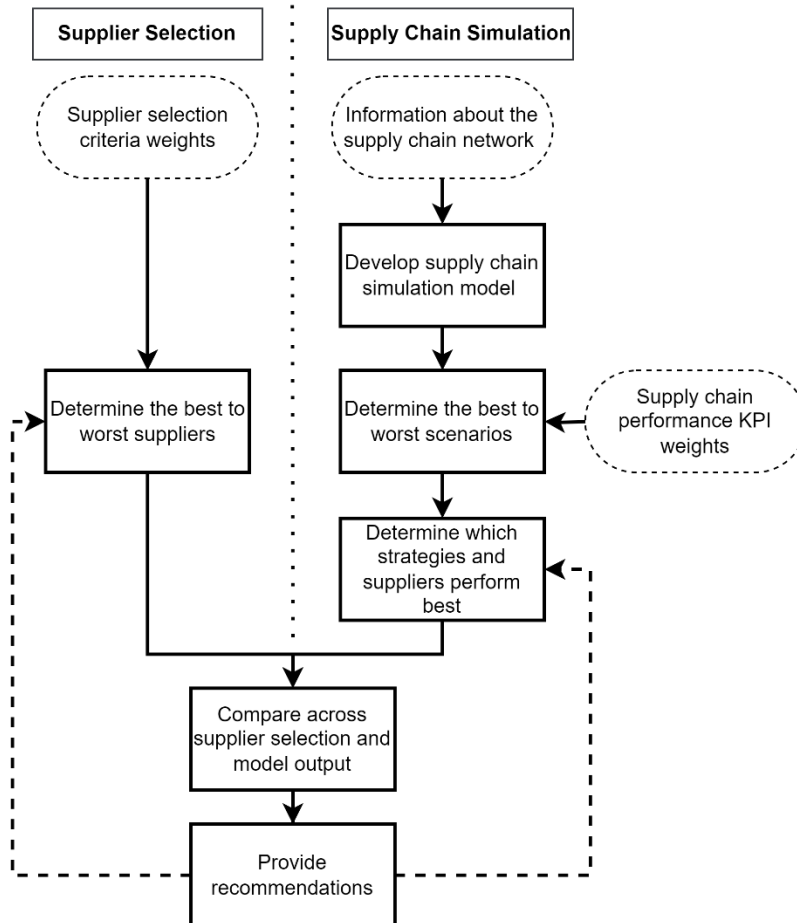 Supplier Selection
Supply Chain Simulation
Supplier selection
criteria weights
Information about the
supply chain network
Develop supply chain
simulation model
Determine the best to
worst suppliers
Determine the best to
worst scenarios
Supply chain
performance KPI
weights
Determine which
strategies and
suppliers perform
best
Compare across
supplier selection and
model output
Provide
recommendations